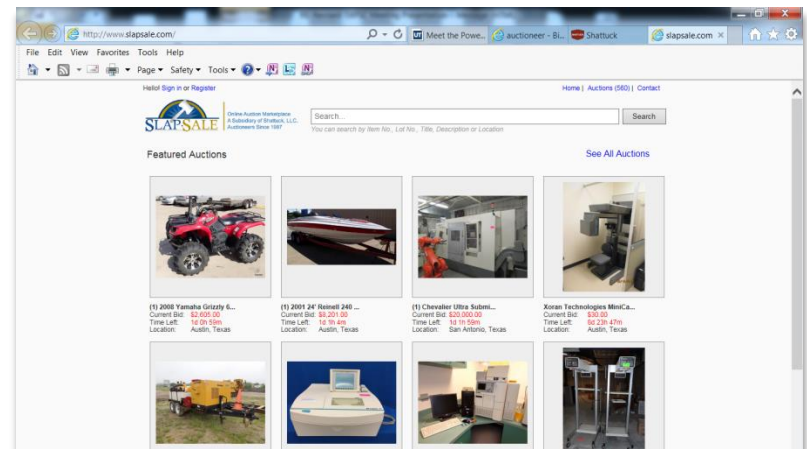 http://www.slapsale.com/
Meet the Powe...
auctioneer - Bi...
Shattuck
slapsale.com
File Edit View Favorites Tools Help
Page Safety Tools
Hello! Sign in or Register
Home | Auctions (560) | Contact
SLAPSALE
Online Auction Marketplace
A Subsidiary of Shattuck, LLC.
Auctioneers Since 1997
Search...
Search
You can search by Item No., Lot No., Title, Description or Location
Featured Auctions
See All Auctions
(1) 2008 Yamaha Grizzly 6...
Current Bid: $2,605.00
Time Left: 1d 0h 59m
Location: Austin, Texas
(1) 2001 24' Reinell 240 ...
Current Bid: $8,201.00
Time Left: 1d 1h 4m
Location: Austin, Texas
(1) Chevalier Ultra Submi...
Current Bid: $20,000.00
Time Left: 1d 1h 59m
Location: San Antonio, Texas
Xoran Technologies MiniCa...
Current Bid: $30.00
Time Left: 6d 23h 47m
Location: Austin, Texas